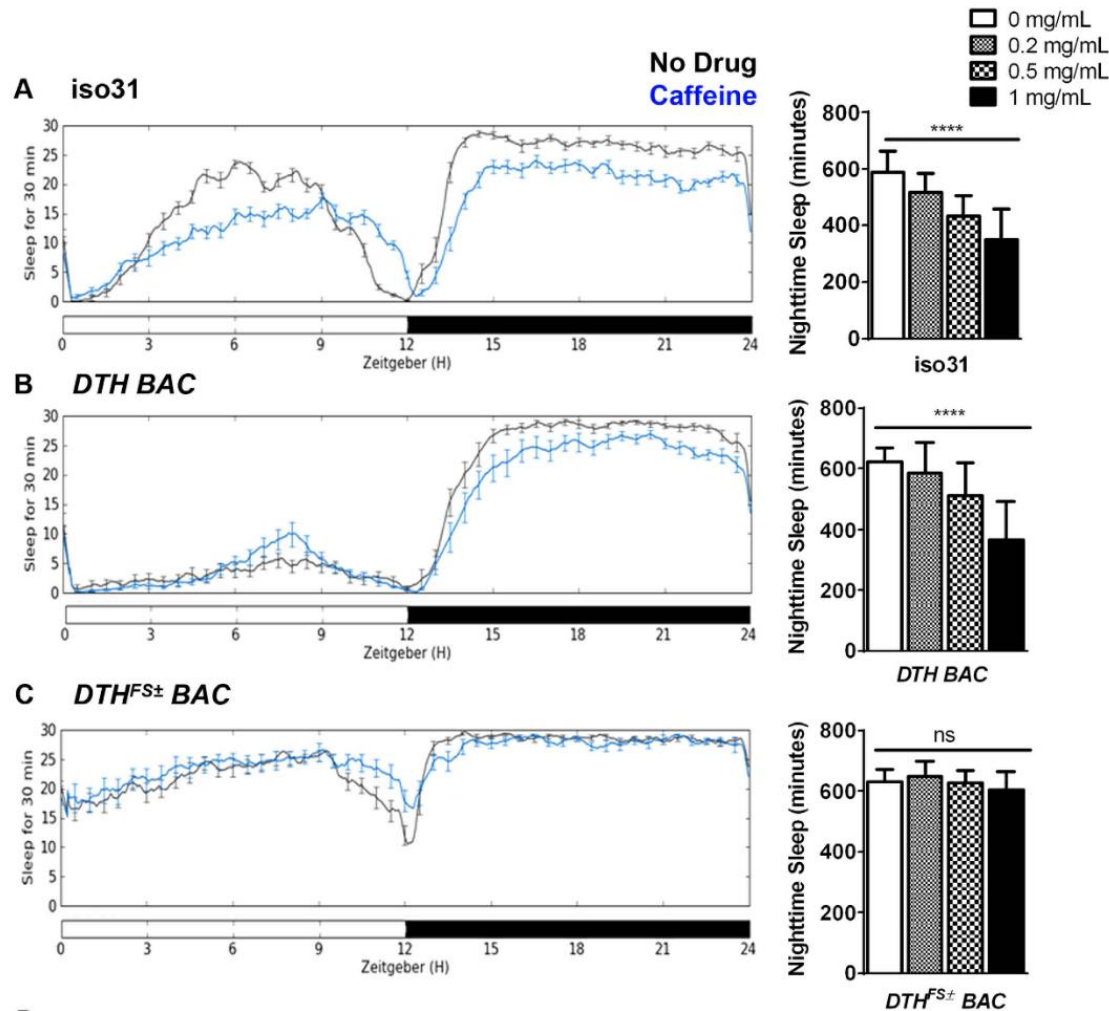 0 mg/mL
0.2 mg/mL
0.5 mg/mL
1 mg/mL
A iso31
No Drug
Caffeine
Sleep for 30 min
30
25
20
15
10
5
0
0 3 6 9 12 15 18 21 24
Zeitgeber (H)
Nighttime Sleep (minutes)
800
600
400
200
0
****
iso31
B DTH BAC
Sleep for 30 min
30
25
20
15
10
5
0
0 3 6 9 12 15 18 21 24
Zeitgeber (H)
Nighttime Sleep (minutes)
800
600
400
200
0
****
DTH BAC
C DTH^FS± BAC
Sleep for 30 min
30
25
20
15
10
5
0
0 3 6 9 12 15 18 21 24
Zeitgeber (H)
Nighttime Sleep (minutes)
800
600
400
200
0
ns
DTH^FS± BAC